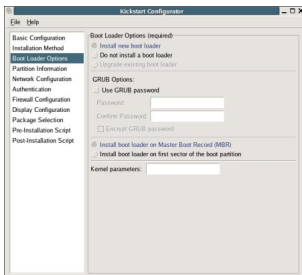 Kickstart Configurator
File Help
Basic Configuration
Installation Method
Boot Loader Options
Partition Information
Network Configuration
Authentication
Firewall Configuration
Display Configuration
Package Selection
Pre-Installation Script
Post-Installation Script
Boot Loader Options (required)
Install new boot loader
Do not install a boot loader
Upgrade existing boot loader
GRUB Options:
Use GRUB password
Password:
Confirm Password:
Encrypt GRUB password
Install boot loader on Master Boot Record (MBR)
Install boot loader on first sector of the boot partition
Kernel parameters: